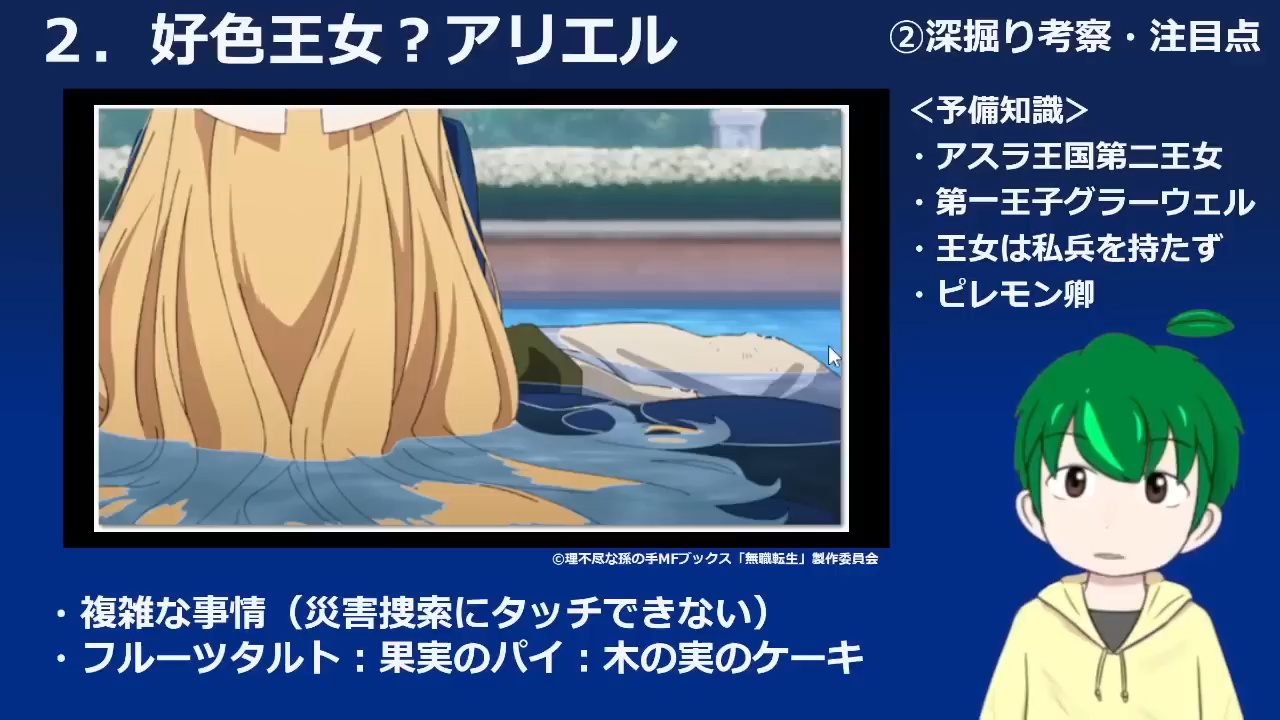 ２．好色王女？アリエル
②深掘り考察・注目点
＜予備知識＞
・アスラ王国第二王女
・第一王子グラーウェル
・王女は私兵を持たず
・ピレモン卿
©理不尽な孫の手MFブックス「無職転生」製作委員会
・複雑な事情（災害捜索にタッチできない）
・フルーツタルト：果実のパイ：木の実のケーキ